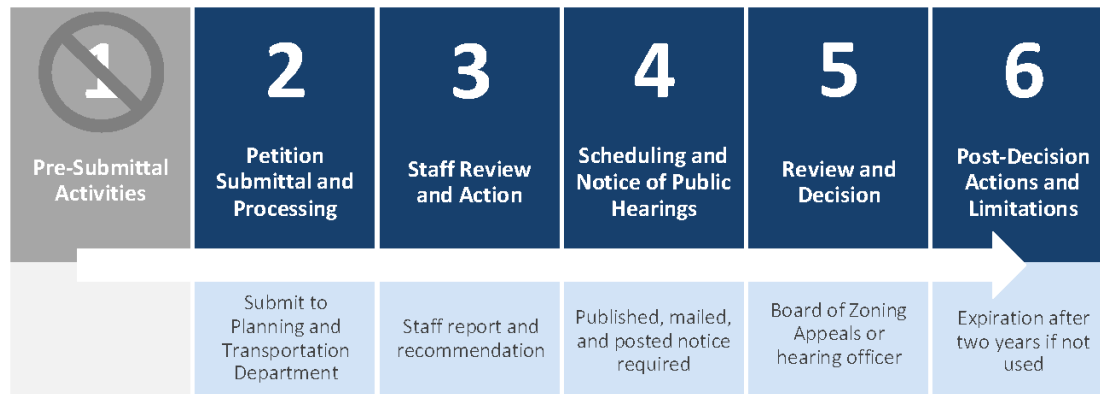 1
Pre-Submittal
Activities
2
Petition
Submittal and
Processing
Submit to
Planning and
Transportation
Department
3
Staff Review
and Action
Staff report and
recommendation
4
Scheduling and
Notice of Public
Hearings
Published, mailed,
and posted notice
required
5
Review and
Decision
Board of Zoning
Appeals or
hearing officer
6
Post-Decision
Actions and
Limitations
Expiration after
two years if not
used